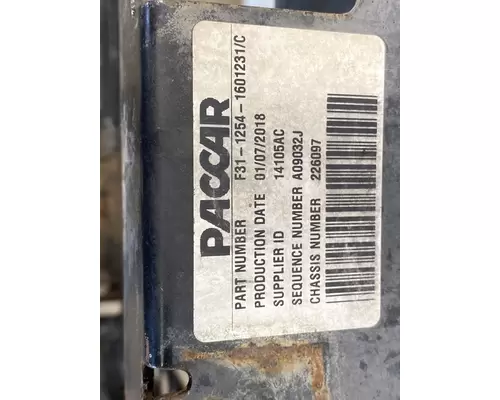 PACCAR
PART NUMBER F31-1254-1601231/C
PRODUCTION DATE 01/07/2018
SUPPLIER ID 14105AC
SEQUENCE NUMBER A09032J
CHASSIS NUMBER 226097